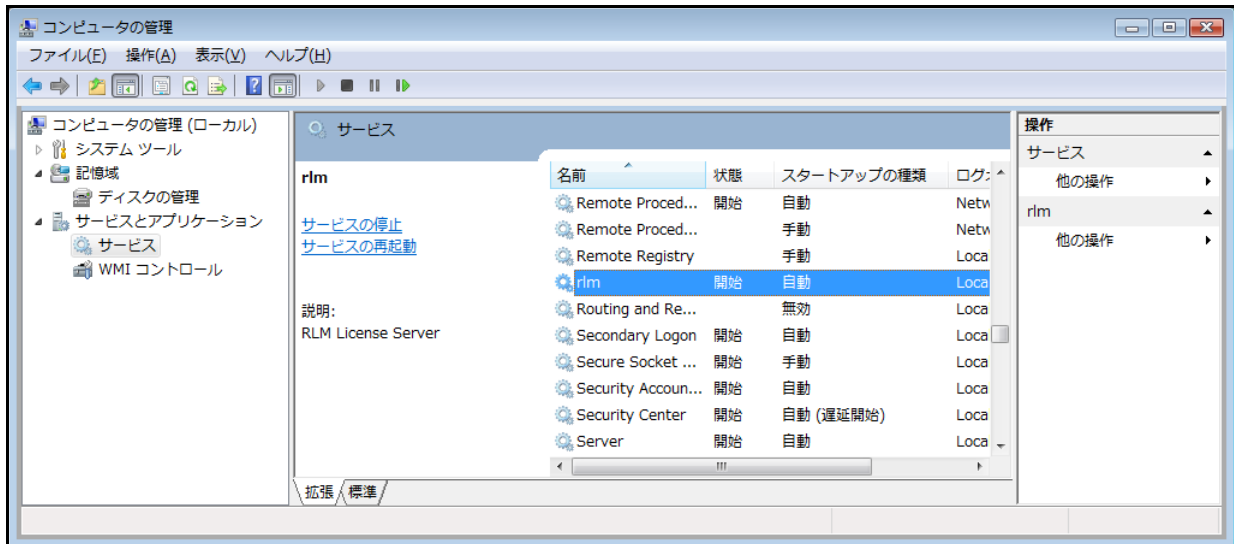 コンピュータの管理
ファイル(F) 操作(A) 表示(V) ヘルプ(H)
コンピュータの管理 (ローカル)
システム ツール
記憶域
ディスクの管理
サービスとアプリケーション
サービス
WMI コントロール
サービス
rlm
サービスの停止
サービスの再起動
説明:
RLM License Server
名前 状態 スタートアップの種類 ログ
Remote Proced... 開始 自動 Netw
Remote Proced... 手動 Netw
Remote Registry 手動 Loca
rlm 開始 自動 Loca
Routing and Re... 無効 Loca
Secondary Logon 開始 自動 Loca
Secure Socket ... 開始 手動 Loca
Security Accoun... 開始 自動 Loca
Security Center 開始 自動 (遅延開始) Loca
Server 開始 自動 Loca
拡張 標準
操作
サービス
他の操作
rlm
他の操作